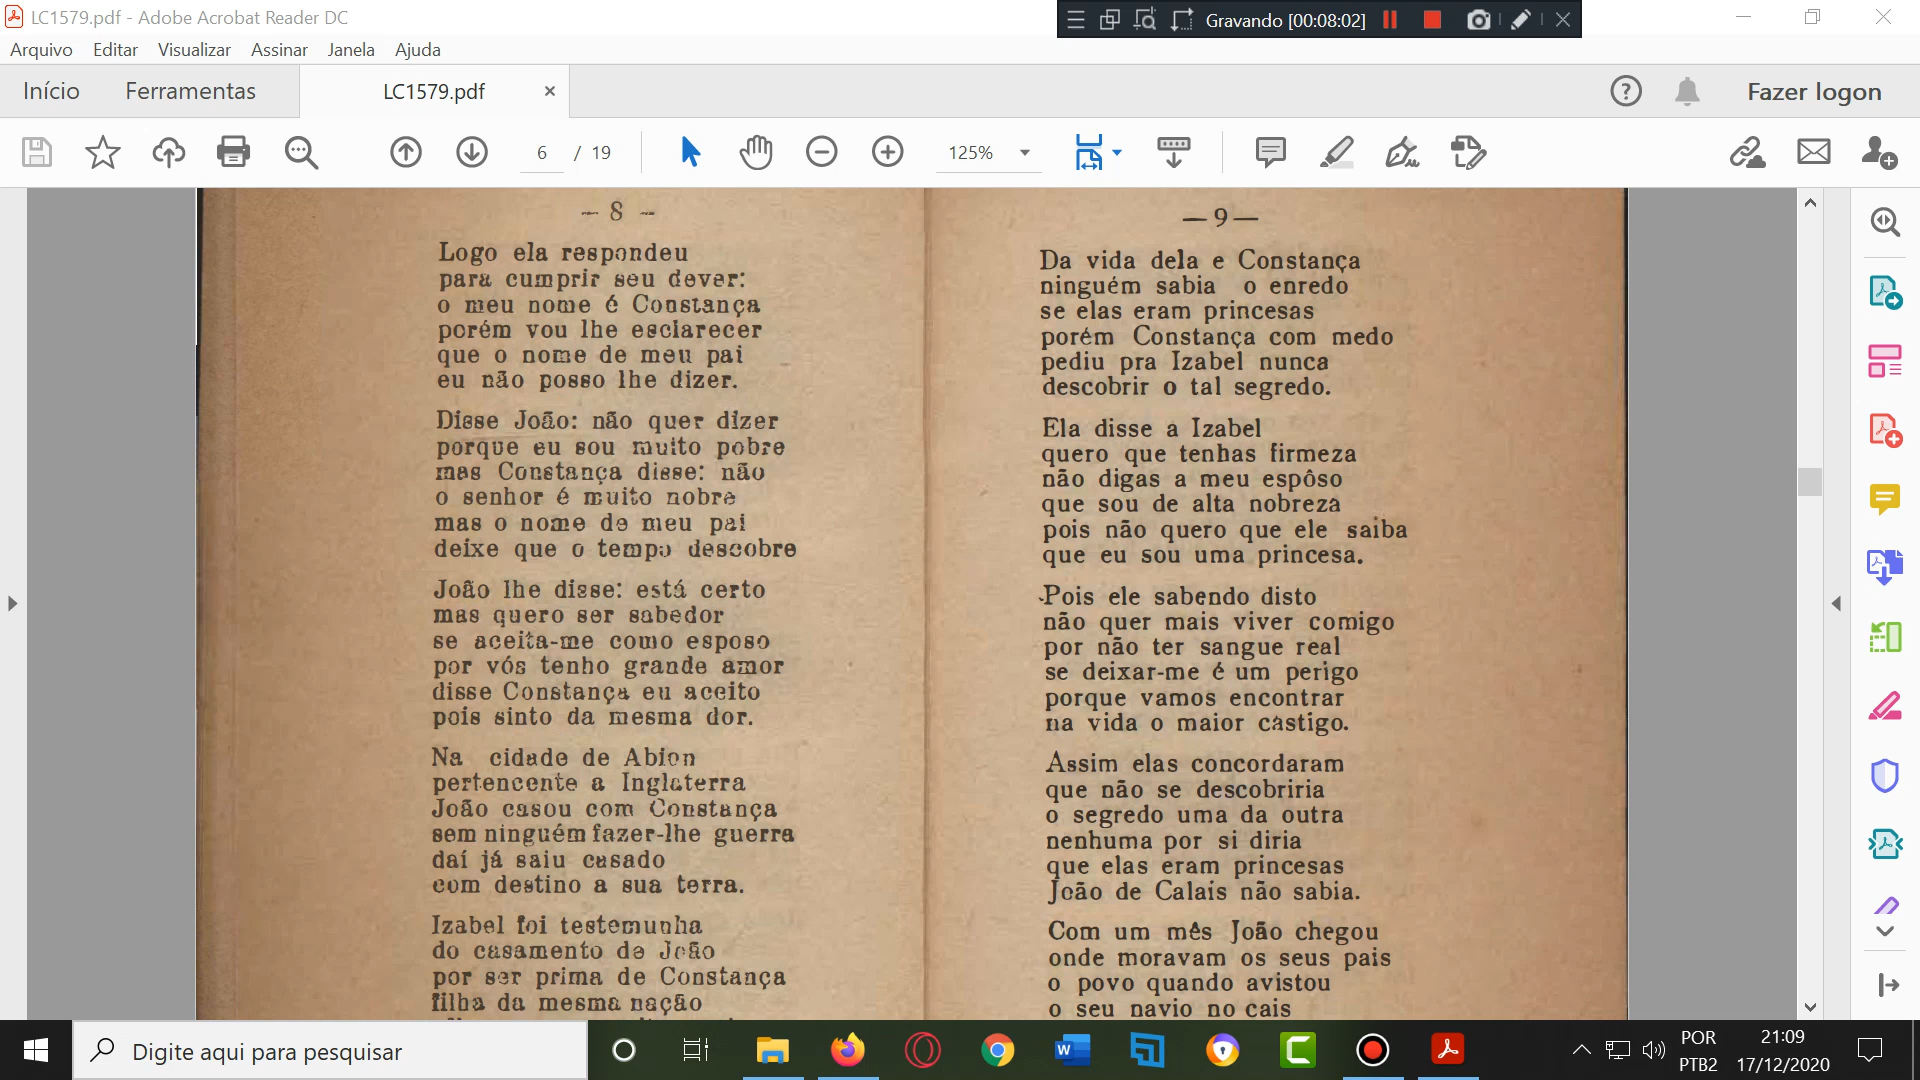 LC1579.pdf - Adobe Acrobat Reader DC
Gravando [00:08:02]
Arquivo Editar Visualizar Assinar Janela Ajuda
Início Ferramentas LC1579.pdf Fazer logon
6 / 19 125%
— 8 —
Logo ela respondeu
para cumprir seu dever:
o meu nome é Constança
porém vou lhe esclarecer
que o nome de meu pai
eu não posso lhe dizer.
Disse João: não quer dizer
porque eu sou muito pobre
mas Constança disse: não
o senhor é muito nobre
mas o nome de meu pai
deixe que o tempo descobre
João lhe disse: está certo
mas quero ser sabedor
se aceita-me como esposo
por vós tenho grande amor
disse Constança eu aceito
pois sinto da mesma dor.
Na cidade de Abion
pertencente a Inglaterra
João casou com Constança
sem ninguém fazer-lhe guerra
daí já saiu casado
com destino a sua terra.
Izabel foi testemunha
do casamento de João
por ser prima de Constança
filha da mesma nação
— 9 —
Da vida dela e Constança
ninguém sabia o enredo
se elas eram princesas
porém Constança com medo
pediu pra Izabel nunca
descobrir o tal segredo.
Ela disse a Izabel
quero que tenhas firmeza
não digas a meu espôso
que sou de alta nobreza
pois não quero que ele saiba
que eu sou uma princesa.
Pois ele sabendo disto
não quer mais viver comigo
por não ter sangue real
se deixar-me é um perigo
porque vamos encontrar
na vida o maior castigo.
Assim elas concordaram
que não se descobriria
o segredo uma da outra
nenhuma por si diria
que elas eram princesas
João de Calais não sabia.
Com um mês João chegou
onde moravam os seus pais
o povo quando avistou
o seu navio no cais
Digite aqui para pesquisar
POR
PTB2
21:09
17/12/2020